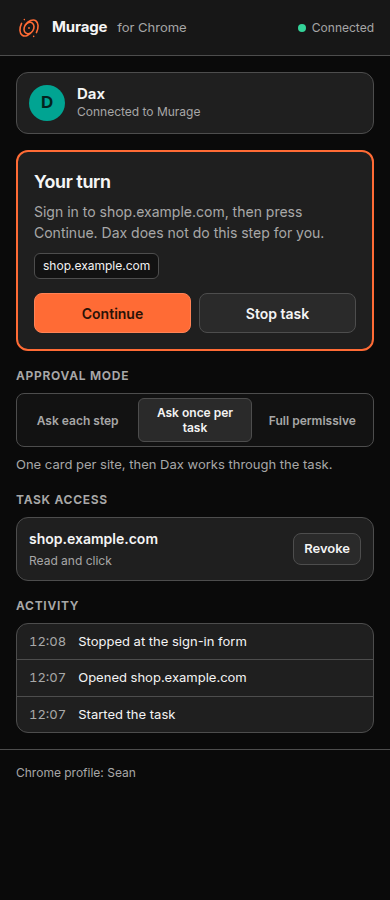 Murage for Chrome
Connected
D
Dax
Connected to Murage
Your turn
Sign in to shop.example.com, then press
Continue. Dax does not do this step for you.
shop.example.com
Continue
Stop task
APPROVAL MODE
Ask each step
Ask once per
task
Full permissive
One card per site, then Dax works through the task.
TASK ACCESS
shop.example.com
Read and click
Revoke
ACTIVITY
12:08 Stopped at the sign-in form
12:07 Opened shop.example.com
12:07 Started the task
Chrome profile: Sean